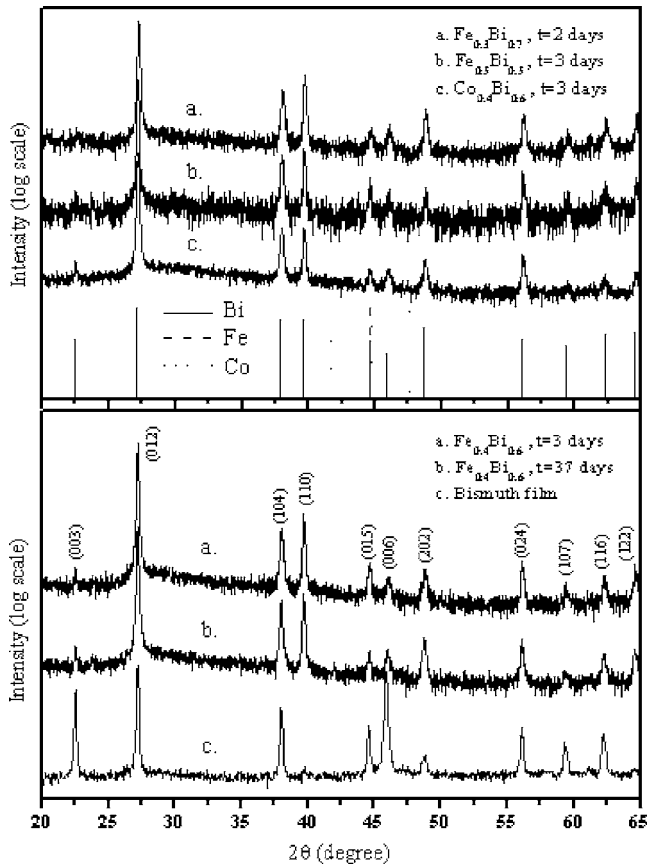 Intensity (log scale)
a. Fe0.3Bi0.7, t=2 days
b. Fe0.5Bi0.5, t=3 days
c. Co0.4Bi0.6, t=3 days
a.
b.
c.
Bi
Fe
Co
Intensity (log scale)
a. Fe0.4Bi0.6, t=3 days
b. Fe0.4Bi0.6, t=37 days
c. Bismuth film
(003)
(012)
(104)
(110)
(015)
(006)
(202)
(024)
(107)
(116)
(122)
a.
b.
c.
20 25 30 35 40 45 50 55 60 65
2θ (degree)